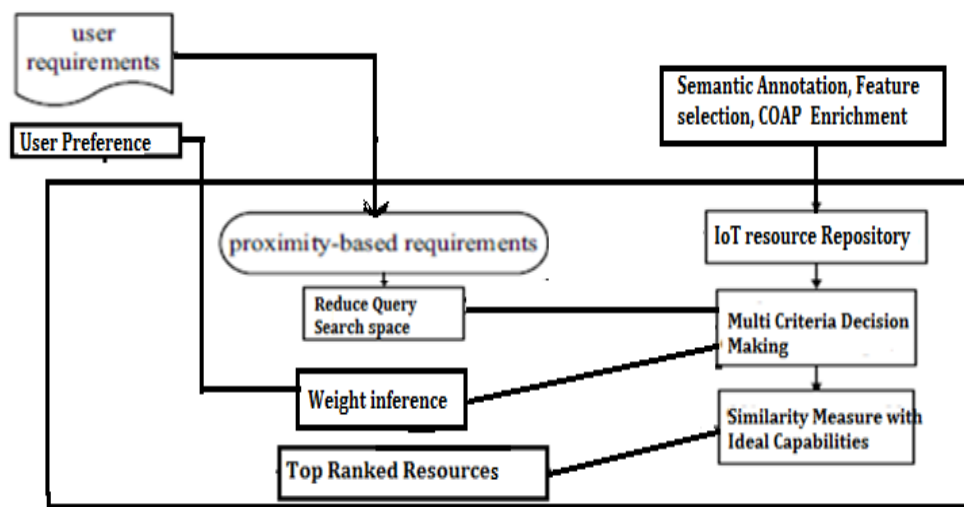 user
requirements
Semantic Annotation, Feature
selection, COAP Enrichment
User Preference
proximity-based requirements
IoT resource Repository
Reduce Query
Search space
Multi Criteria Decision
Making
Weight inference
Similarity Measure with
Ideal Capabilities
Top Ranked Resources